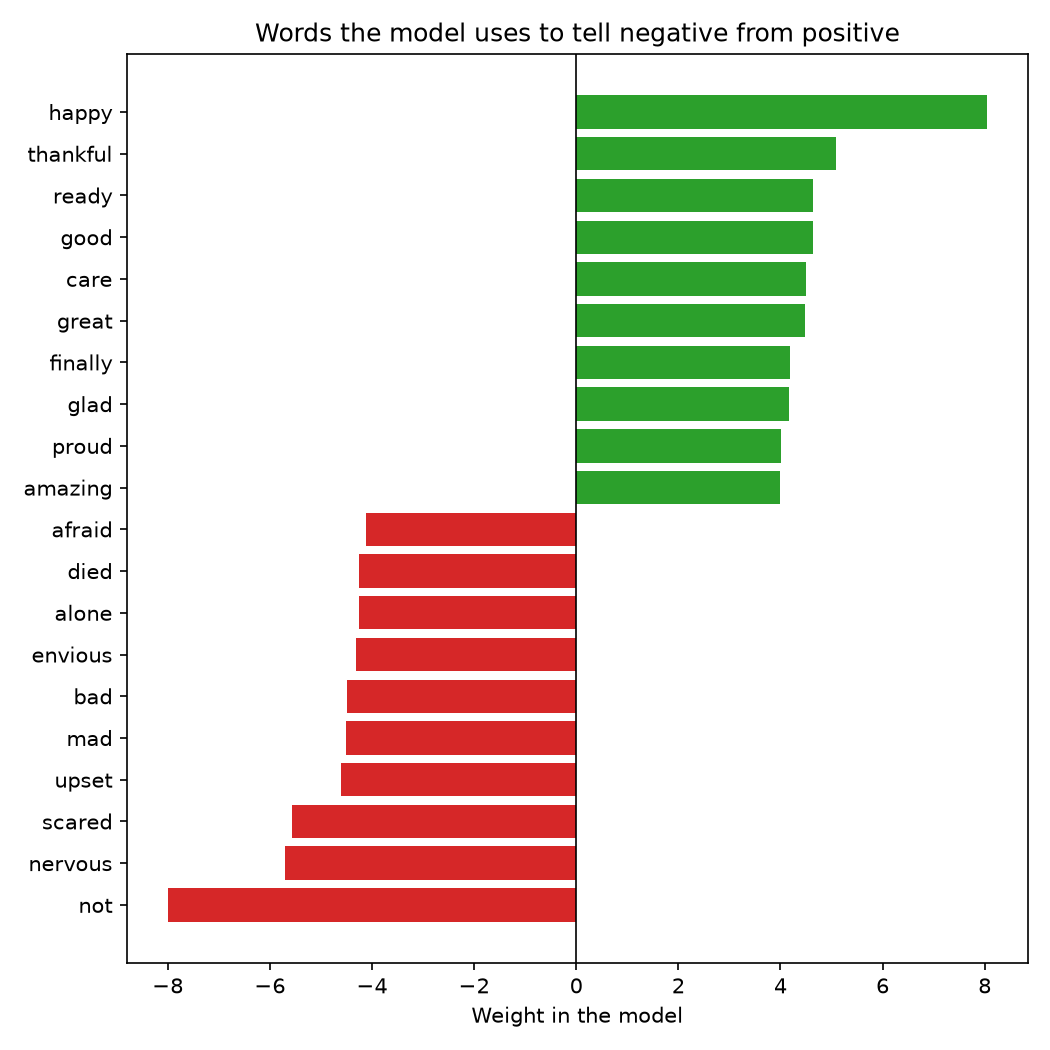 Words the model uses to tell negative from positive
happy
thankful
ready
good
care
great
finally
glad
proud
amazing
afraid
died
alone
envious
bad
mad
upset
scared
nervous
not
−8 −6 −4 −2 0 2 4 6 8
Weight in the model